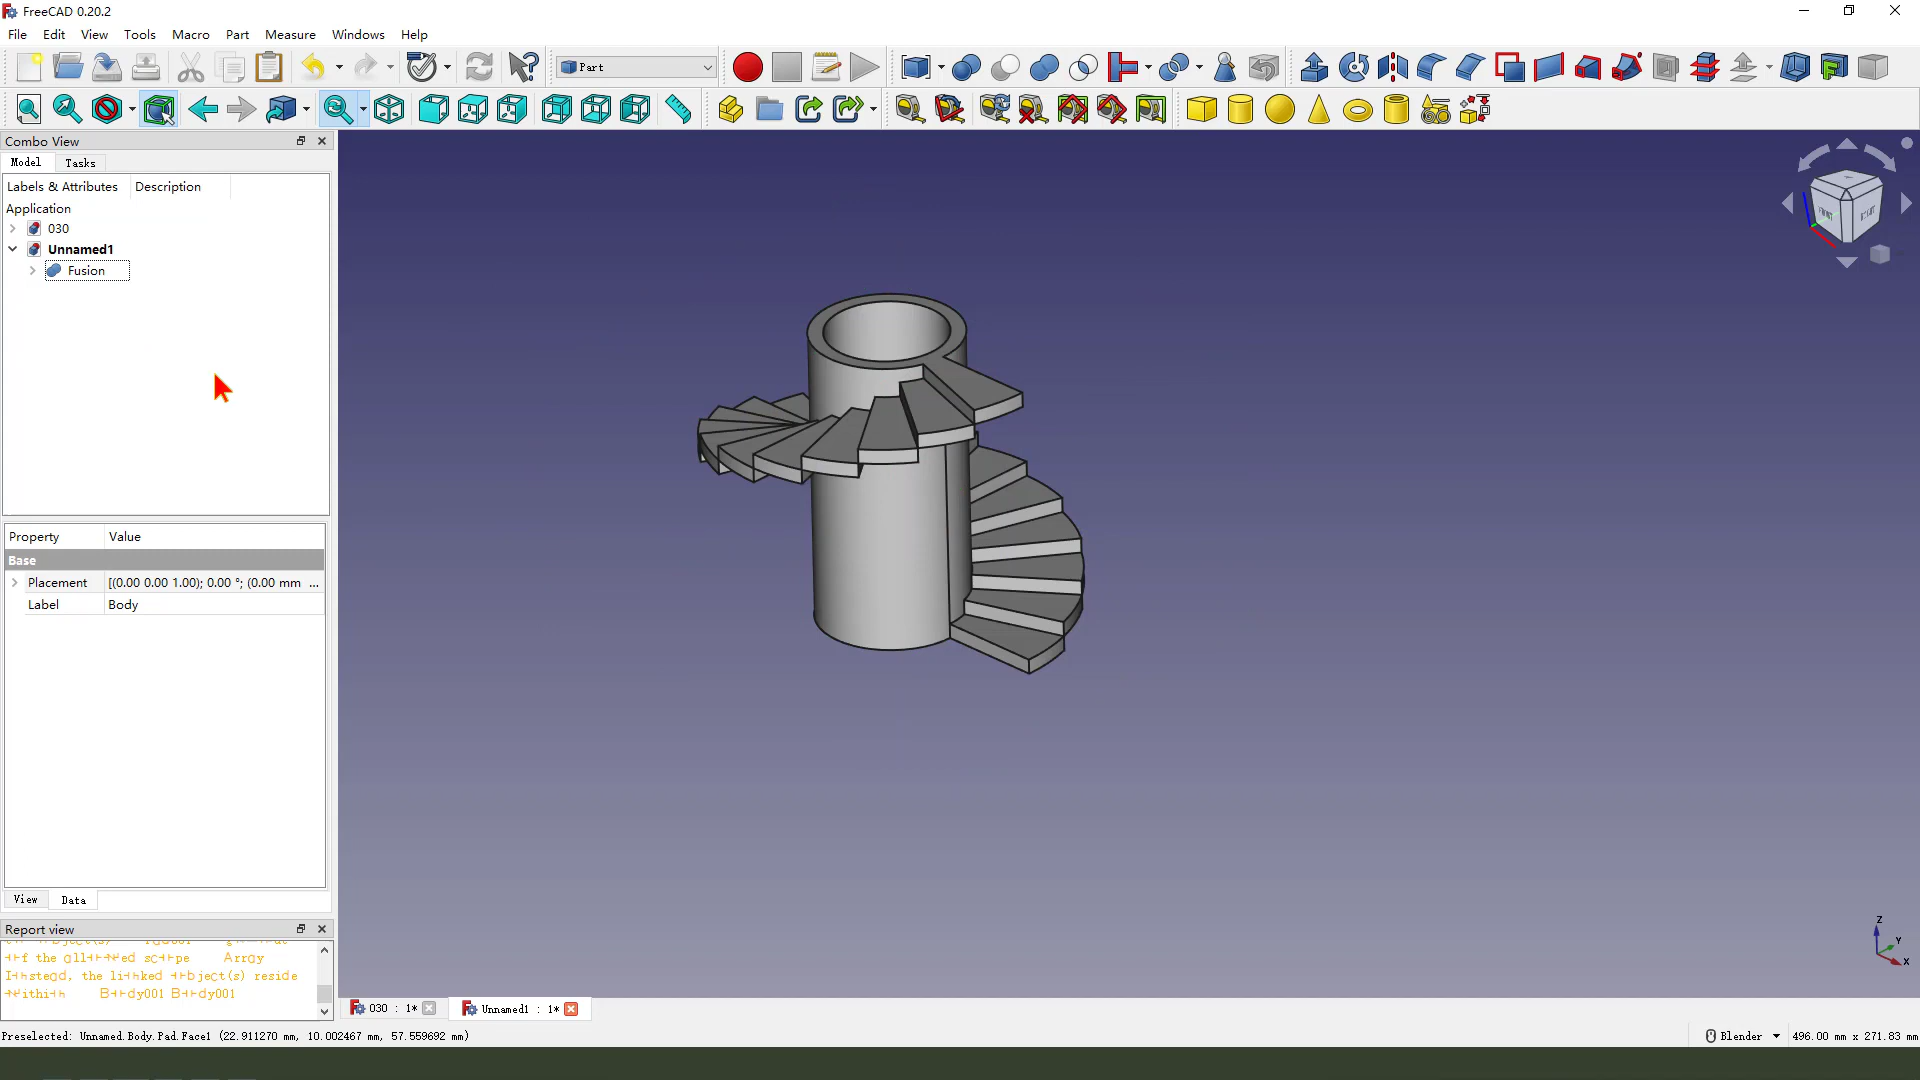 FreeCAD 0.20.2
File Edit View Tools Macro Part Measure Windows Help
Part
Combo View
Model Tasks
Labels & Attributes Description
Application
030
Unnamed1
Fusion
Property Value
Base
Placement [(0.00 0.00 1.00); 0.00 °; (0.00 mm ...
Label Body
View Data
Report view
Array
the
reside
030 : 1*
Unnamed1 : 1*
Preselected: Unnamed.Body.Pad.Face1 (22.911270 mm, 10.002467 mm, 57.559692 mm)
Blender 496.00 mm x 271.83 mm
Z
Y
X